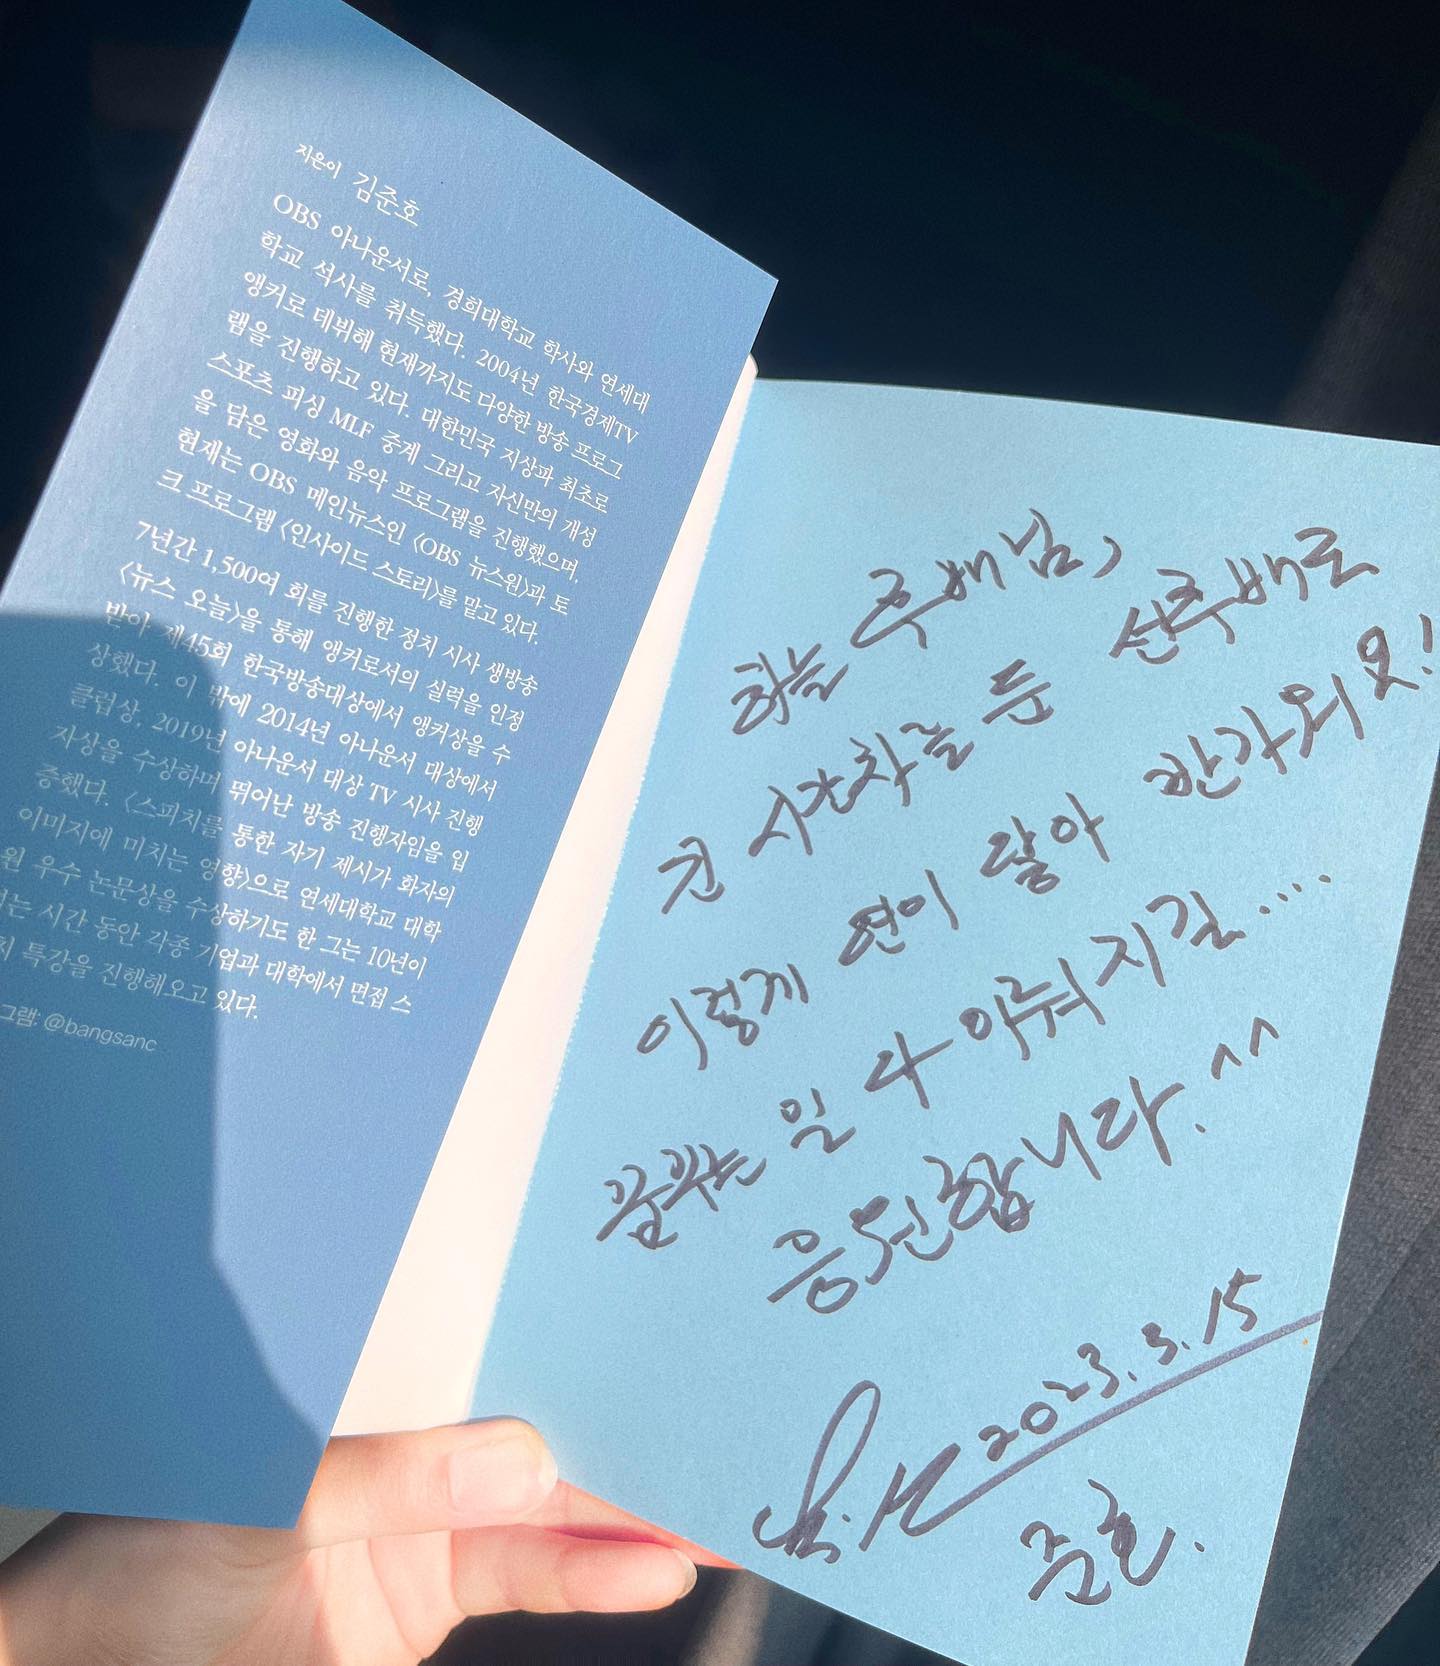 지은이 김준호
OBS 아나운서로, 경희대학교 학사와 연세대
학교 석사를 취득했다. 2004년 한국경제TV
앵커로 데뷔해 현재까지도 다양한 방송 프로그
램을 진행하고 있다. 대한민국 지상파 최초로
스포츠 피싱 MLF 중계 그리고 자신만의 개성
을 담은 영화와 음악 프로그램을 진행했으며,
현재는 OBS 메인뉴스인 〈OBS 뉴스원〉과 토
크 프로그램 〈인사이드 스토리〉를 맡고 있다.
7년간 1,500여 회를 진행한 정치 시사 생방송
〈뉴스 오늘〉을 통해 앵커로서의 실력을 인정
받아 제45회 한국방송대상에서 앵커상을 수
상했다. 이 밖에 2014년 아나운서 대상에서
클럽상, 2019년 아나운서 대상 TV 시사 진행
자상을 수상하며 뛰어난 방송 진행자임을 입
증했다. 〈스피치를 통한 자기 제시가 화자의
이미지에 미치는 영향〉으로 연세대학교 대학
원 우수 논문상을 수상하기도 한 그는 10년이
넘는 시간 동안 각종 기업과 대학에서 면접 스
피치 특강을 진행해오고 있다.
그램: @bangsanc
하는 후배님,
큰 시간차를 둔 선후배로
이렇게 연이 닿아 반가워요!
꿈꾸는 일 다 이뤄지길....
응원합니다. ^^
2023. 3. 15
준호.